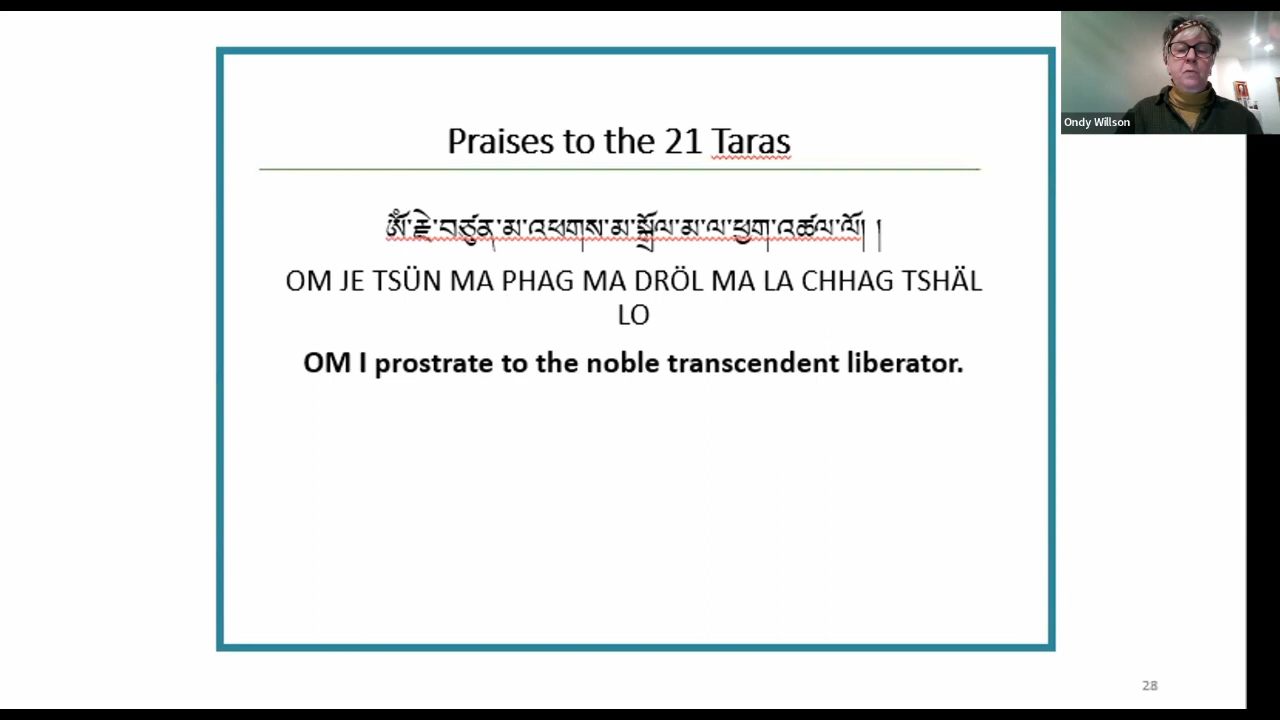 Ondy Willson
Praises to the 21 Taras
ༀ་རྗེ་བཙུན་མ་འཕགས་མ་སྒྲོལ་མ་ལ་ཕྱག་འཚལ་ལོ། །
OM JE TSÜN MA PHAG MA DRÖL MA LA CHHAG TSHÄL
LO
OM I prostrate to the noble transcendent liberator.
28